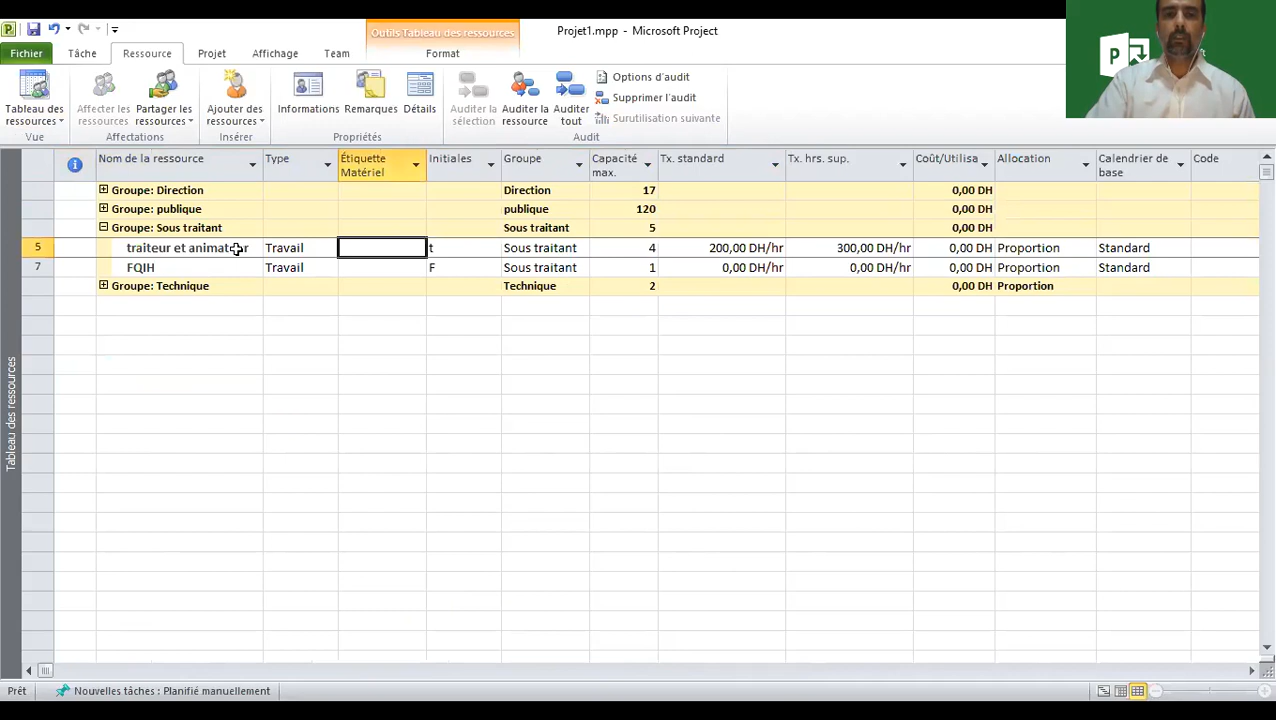 Outils Tableau des ressources
Projet1.mpp - Microsoft Project
Fichier Tâche Ressource Projet Affichage Team Format
Tableau des ressources
Affecter les ressources
Partager les ressources
Ajouter des ressources
Informations
Remarques
Détails
Auditer la sélection
Auditer la ressource
Auditer tout
Options d'audit
Supprimer l'audit
Surutilisation suivante
Vue Affectations Insérer Propriétés Audit
Nom de la ressource Type Étiquette Matériel Initiales Groupe Capacité max. Tx. standard Tx. hrs. sup. Coût/Utilisa Allocation Calendrier de base Code
Groupe: Direction Direction 17 0,00 DH
Groupe: publique publique 120 0,00 DH
Groupe: Sous traitant Sous traitant 5 0,00 DH
5 traiteur et animateur Travail t Sous traitant 4 200,00 DH/hr 300,00 DH/hr 0,00 DH Proportion Standard
7 FQIH Travail F Sous traitant 1 0,00 DH/hr 0,00 DH/hr 0,00 DH Proportion Standard
Groupe: Technique Technique 2 0,00 DH Proportion
Tableau des ressources
Prêt Nouvelles tâches : Planifié manuellement